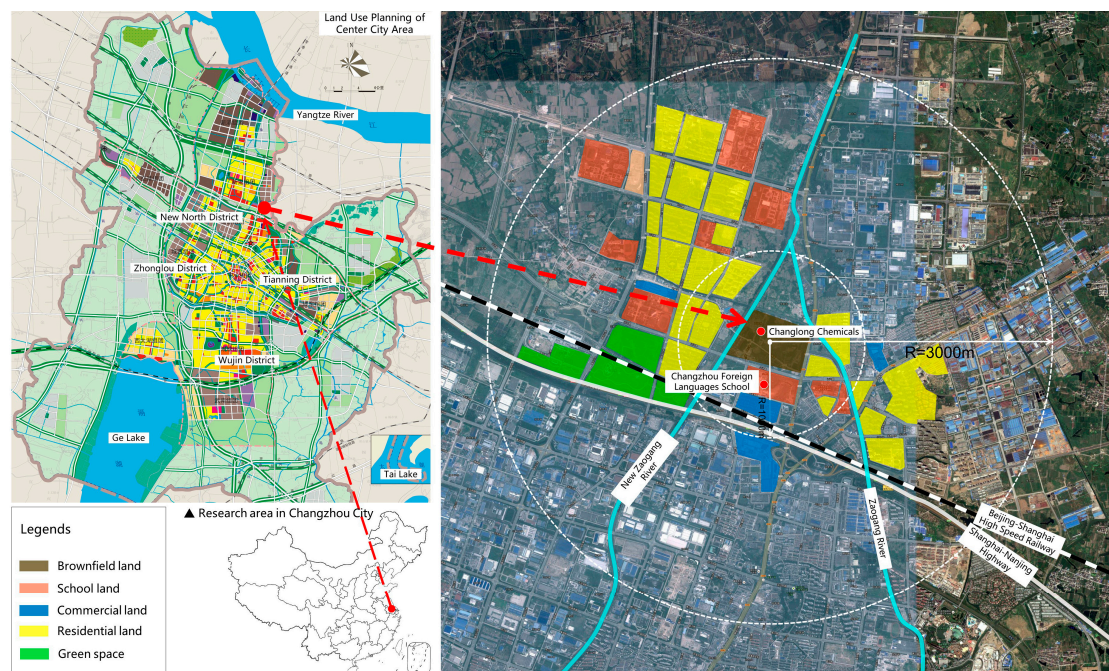 Land Use Planning of
Center City Area
N
Yangtze River
New North District
Zhonglou District
Tianning District
Wujin District
Ge Lake
Tai Lake
Legends
Brownfield land
School land
Commercial land
Residential land
Green space
▲ Research area in Changzhou City
Changlong Chemicals
R=3000m
Changzhou Foreign
Languages School
New Zaogang
River
Zaogang River
Beijing-Shanghai
High Speed Railway
Shanghai-Nanjing
Highway